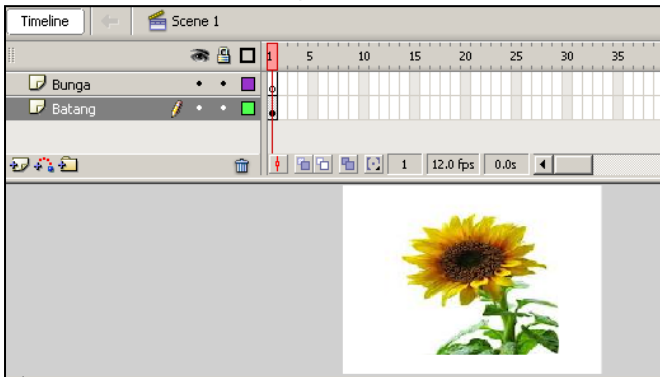 Timeline Scene 1
1 5 10 15 20 25 30 35
Bunga
Batang
1 12.0 fps 0.0s